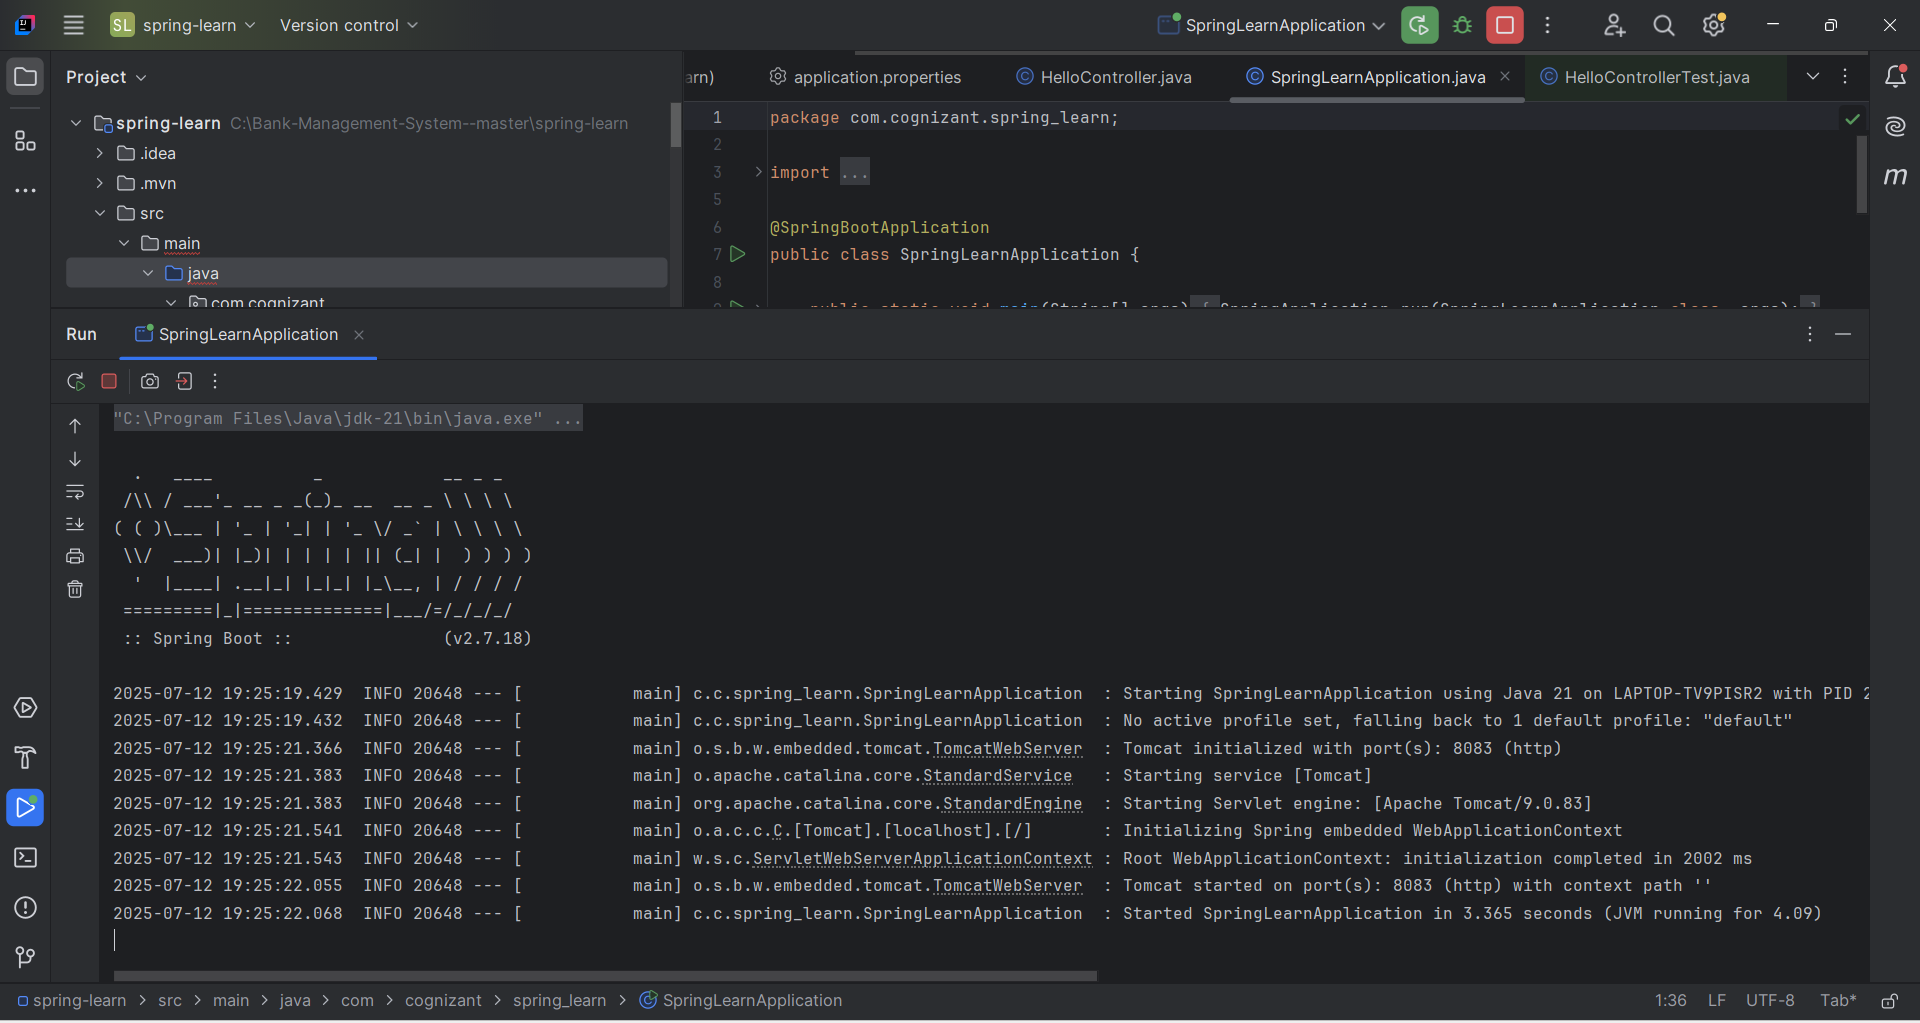 SL spring-learn Version control SpringLearnApplication
Project
arn) application.properties HelloController.java SpringLearnApplication.java HelloControllerTest.java
spring-learn C:\Bank-Management-System--master\spring-learn
.idea
.mvn
src
main
java
com.cognizant
1 package com.cognizant.spring_learn;
2
3 import ...
5
6 @SpringBootApplication
7 public class SpringLearnApplication {
8
9 public static void main(String[] args) { SpringApplication.run(SpringLearnApplication.class, args); }
m
Run SpringLearnApplication
"C:\Program Files\Java\jdk-21\bin\java.exe" ...
  .   ____          _            __ _ _
 /\\ / ___'_ __ _ _(_)_ __  __ _ \ \ \ \
( ( )\___ | '_ | '_| | '_ \/ _` | \ \ \ \
 \\/  ___)| |_)| | | | | || (_| |  ) ) ) )
  '  |____| .__|_| |_|_| |_\__, | / / / /
 =========|_|==============|___/=/_/_/_/
 :: Spring Boot ::               (v2.7.18)
2025-07-12 19:25:19.429  INFO 20648 --- [           main] c.c.spring_learn.SpringLearnApplication  : Starting SpringLearnApplication using Java 21 on LAPTOP-TV9PISR2 with PID 2
2025-07-12 19:25:19.432  INFO 20648 --- [           main] c.c.spring_learn.SpringLearnApplication  : No active profile set, falling back to 1 default profile: "default"
2025-07-12 19:25:21.366  INFO 20648 --- [           main] o.s.b.w.embedded.tomcat.TomcatWebServer  : Tomcat initialized with port(s): 8083 (http)
2025-07-12 19:25:21.383  INFO 20648 --- [           main] o.apache.catalina.core.StandardService   : Starting service [Tomcat]
2025-07-12 19:25:21.383  INFO 20648 --- [           main] org.apache.catalina.core.StandardEngine  : Starting Servlet engine: [Apache Tomcat/9.0.83]
2025-07-12 19:25:21.541  INFO 20648 --- [           main] o.a.c.c.C.[Tomcat].[localhost].[/]       : Initializing Spring embedded WebApplicationContext
2025-07-12 19:25:21.543  INFO 20648 --- [           main] w.s.c.ServletWebServerApplicationContext : Root WebApplicationContext: initialization completed in 2002 ms
2025-07-12 19:25:22.055  INFO 20648 --- [           main] o.s.b.w.embedded.tomcat.TomcatWebServer  : Tomcat started on port(s): 8083 (http) with context path ''
2025-07-12 19:25:22.068  INFO 20648 --- [           main] c.c.spring_learn.SpringLearnApplication  : Started SpringLearnApplication in 3.365 seconds (JVM running for 4.09)
spring-learn > src > main > java > com > cognizant > spring_learn > SpringLearnApplication 1:36 LF UTF-8 Tab*